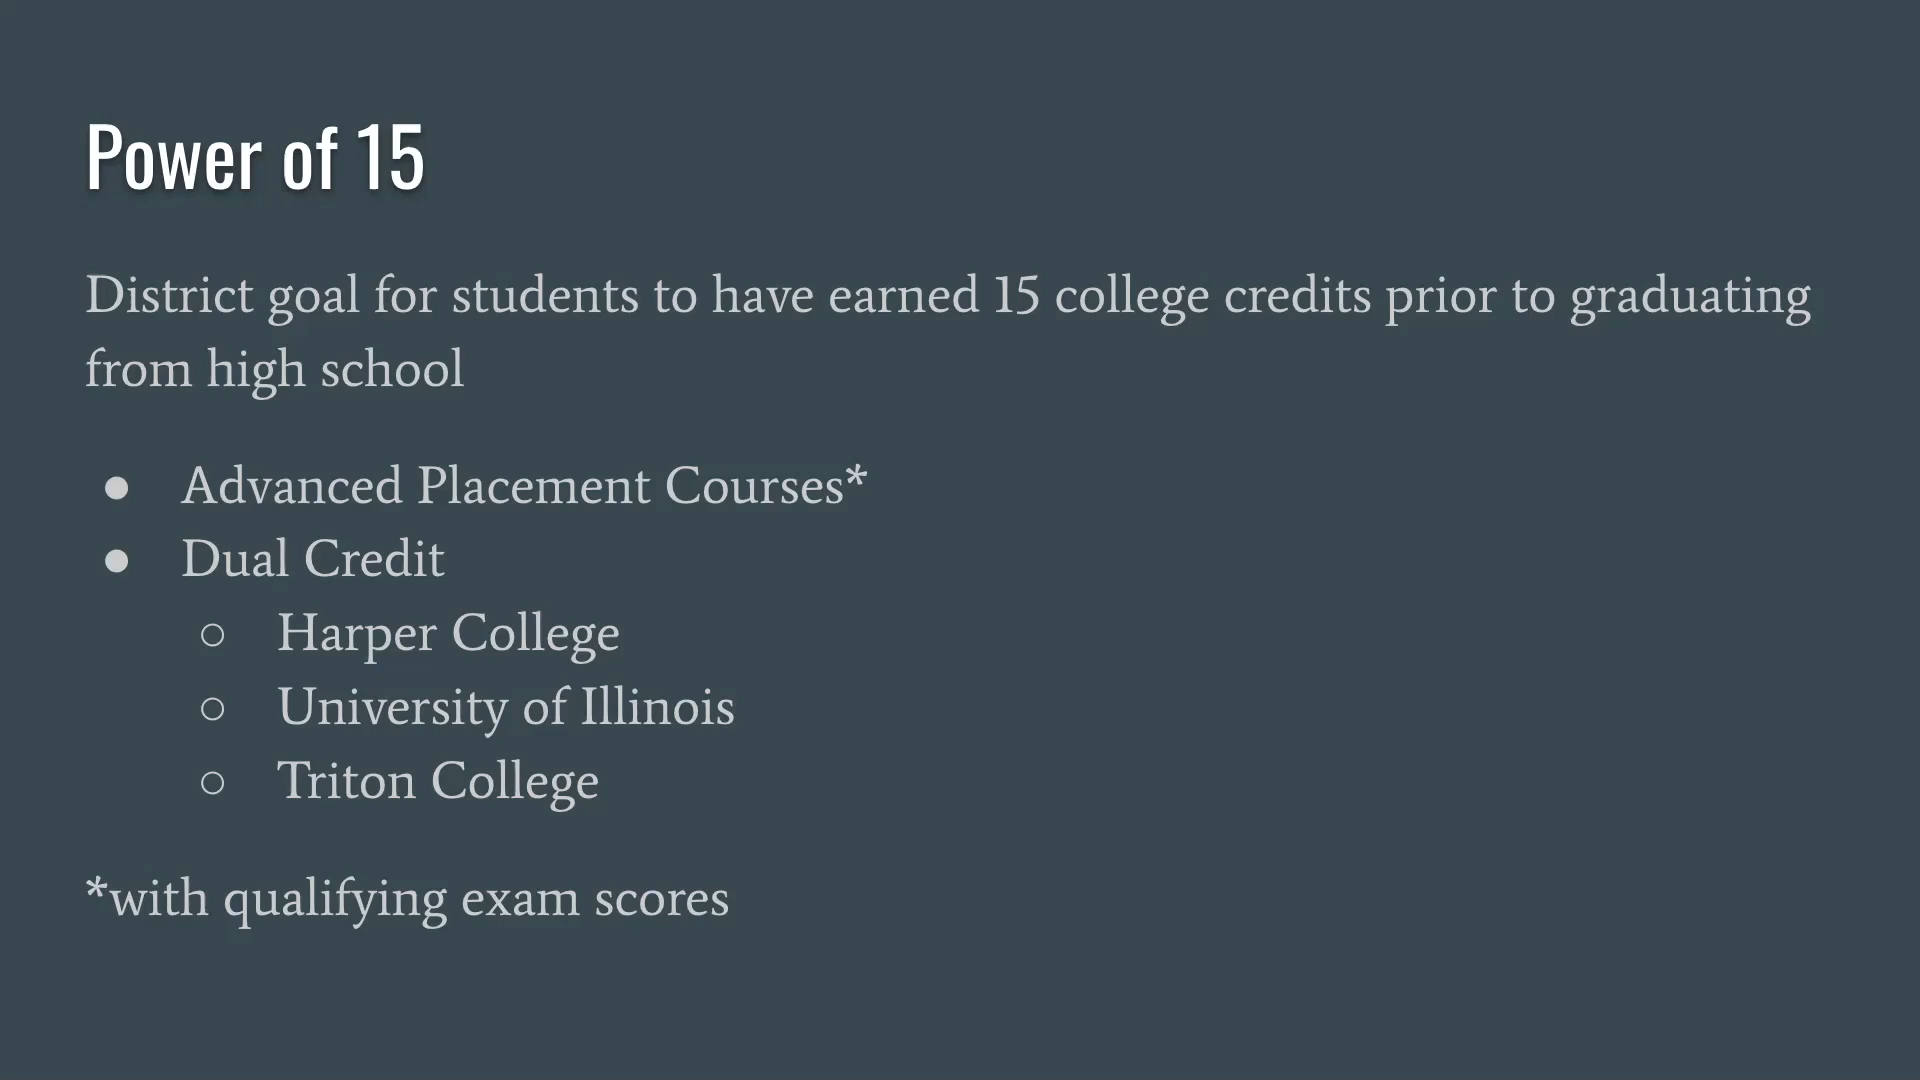 Power of 15
District goal for students to have earned 15 college credits prior to graduating
from high school
● Advanced Placement Courses*
● Dual Credit
○ Harper College
○ University of Illinois
○ Triton College
*with qualifying exam scores